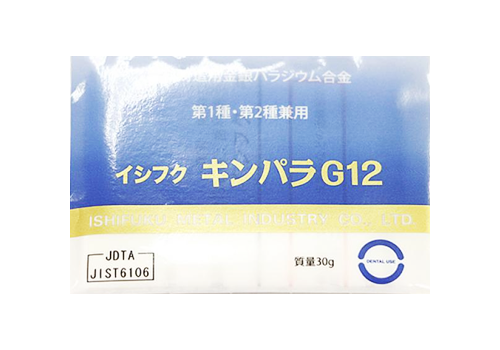 用金銀パラジウム合金
第1種・第2種兼用
イシフク キンパラG12
ISHIFUKU METAL INDUSTRY CO., LTD.
JDTA
JIST6106
質量30g
DENTAL USE